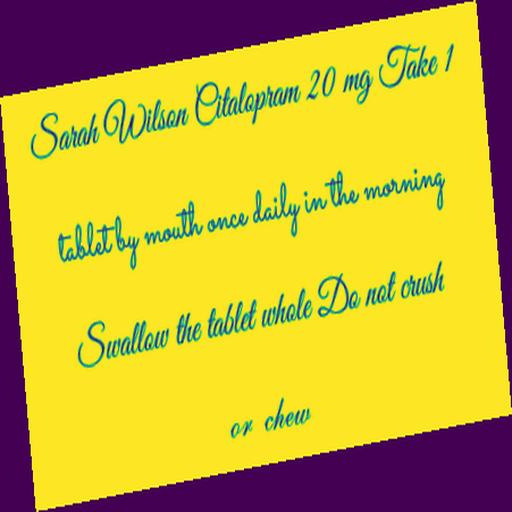 Sarah Wilson Citalopram 20 mg Take 1
tablet by mouth once daily in the morning
Swallow the tablet whole Do not crush
or chew